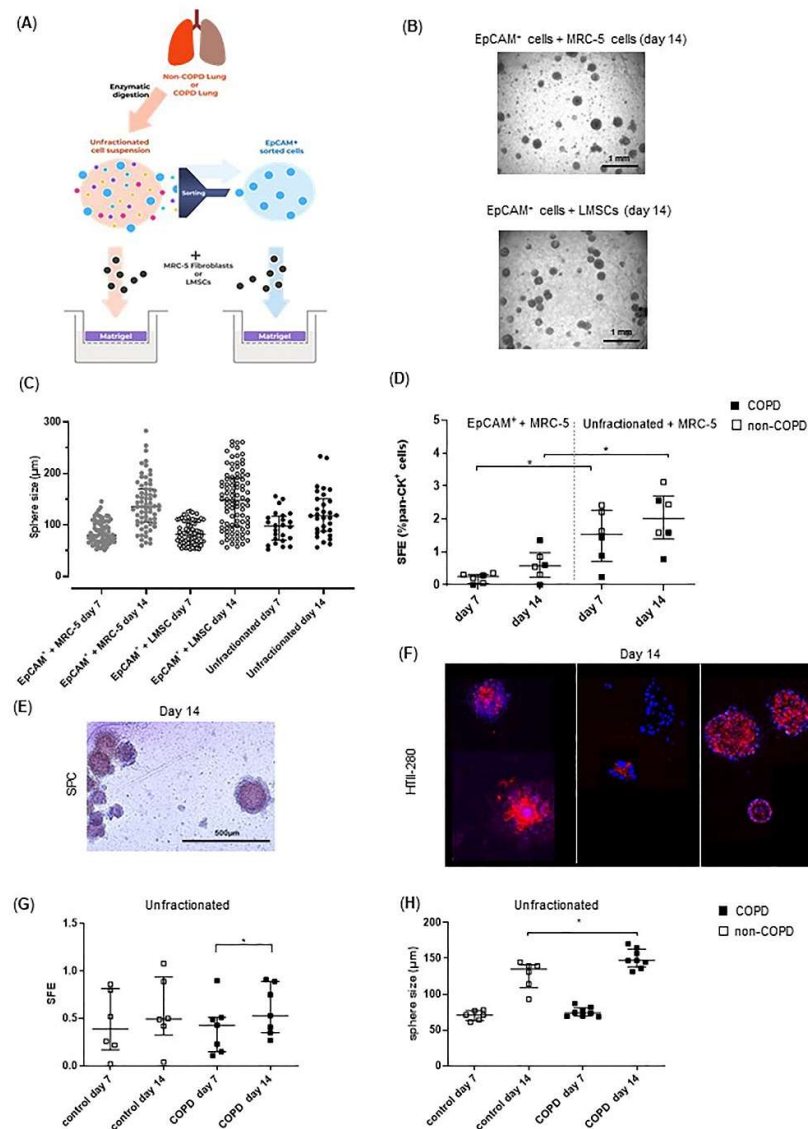 (A)
Non-COPD Lung
or
COPD Lung
Enzymatic
digestion
Unfractionated
cell suspension
EpCAM+
sorted cells
Sorting
+
MRC-5 Fibroblasts
or
LMSCs
Matrigel
Matrigel
(B)
EpCAM⁺ cells + MRC-5 cells (day 14)
1 mm
EpCAM⁺ cells + LMSCs (day 14)
1 mm
(C)
Sphere size (µm)
300
200
100
0
EpCAM⁺ + MRC-5 day 7
EpCAM⁺ + MRC-5 day 14
EpCAM⁺ + LMSC day 7
EpCAM⁺ + LMSC day 14
Unfractionated day 7
Unfractionated day 14
(D)
COPD
non-COPD
EpCAM⁺ + MRC-5
Unfractionated + MRC-5
SFE (%pan-CK⁺ cells)
5
4
3
2
1
0
*
*
day 7
day 14
day 7
day 14
(E)
Day 14
SPC
500µm
(F)
Day 14
HTII-280
(G)
Unfractionated
SFE
1.5
1.0
0.5
0.0
*
control day 7
control day 14
COPD day 7
COPD day 14
(H)
Unfractionated
COPD
non-COPD
sphere size (µm)
200
150
100
50
0
*
control day 7
control day 14
COPD day 7
COPD day 14